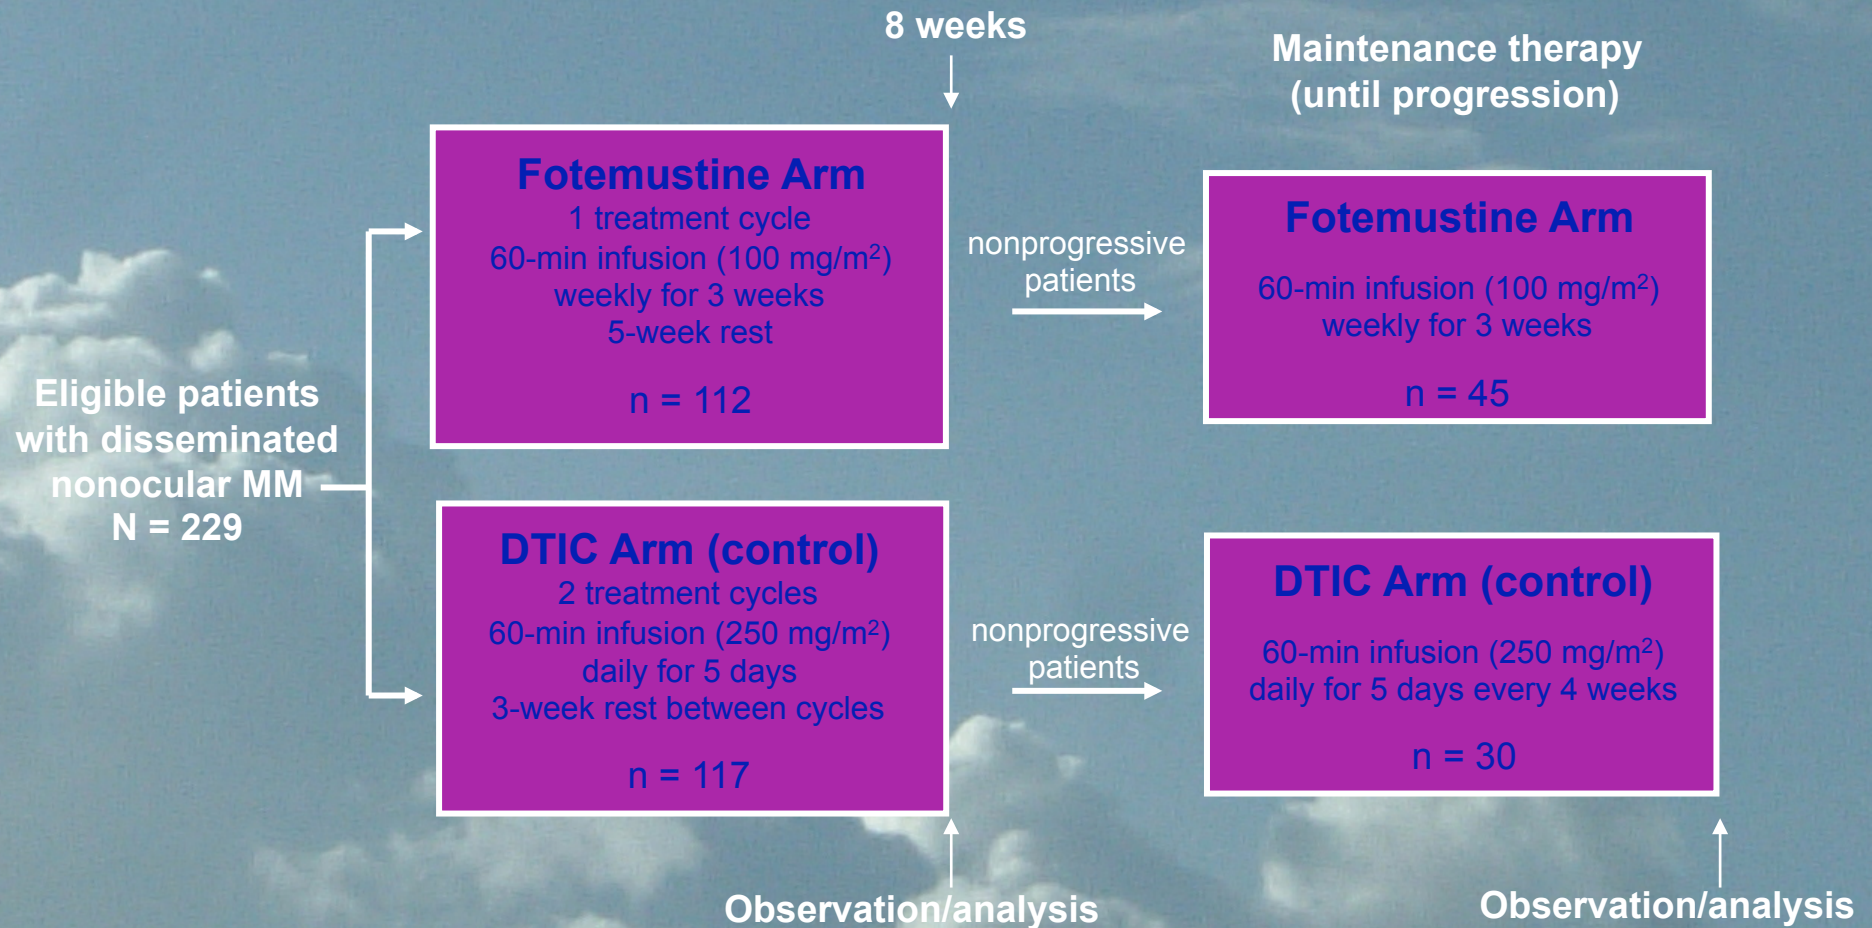 8 weeks
Maintenance therapy
(until progression)
Fotemustine Arm
1 treatment cycle
60-min infusion (100 mg/m²)
weekly for 3 weeks
5-week rest
n = 112
nonprogressive
patients
Fotemustine Arm
60-min infusion (100 mg/m²)
weekly for 3 weeks
n = 45
Eligible patients
with disseminated
nonocular MM
N = 229
DTIC Arm (control)
2 treatment cycles
60-min infusion (250 mg/m²)
daily for 5 days
3-week rest between cycles
n = 117
nonprogressive
patients
DTIC Arm (control)
60-min infusion (250 mg/m²)
daily for 5 days every 4 weeks
n = 30
Observation/analysis
Observation/analysis